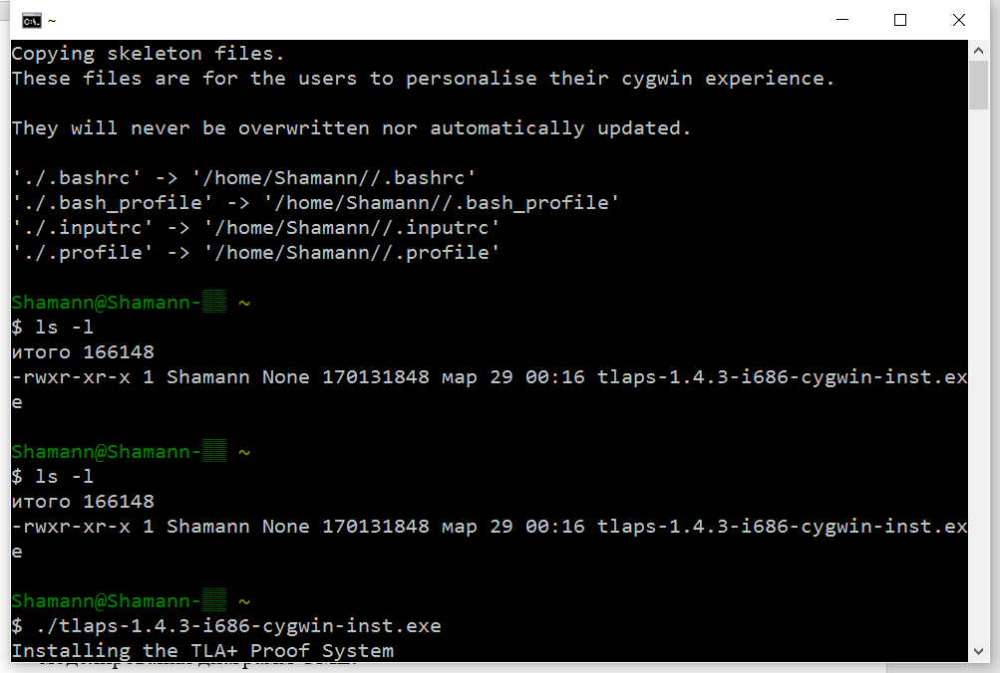 ~
Copying skeleton files.
These files are for the users to personalise their cygwin experience.
They will never be overwritten nor automatically updated.
'./.bashrc' -> '/home/Shamann//.bashrc'
'./.bash_profile' -> '/home/Shamann//.bash_profile'
'./.inputrc' -> '/home/Shamann//.inputrc'
'./.profile' -> '/home/Shamann//.profile'
Shamann@Shamann-▒▒ ~
$ ls -l
итого 166148
-rwxr-xr-x 1 Shamann None 170131848 мар 29 00:16 tlaps-1.4.3-i686-cygwin-inst.ex
e
Shamann@Shamann-▒▒ ~
$ ls -l
итого 166148
-rwxr-xr-x 1 Shamann None 170131848 мар 29 00:16 tlaps-1.4.3-i686-cygwin-inst.ex
e
Shamann@Shamann-▒▒ ~
$ ./tlaps-1.4.3-i686-cygwin-inst.exe
Installing the TLA+ Proof System